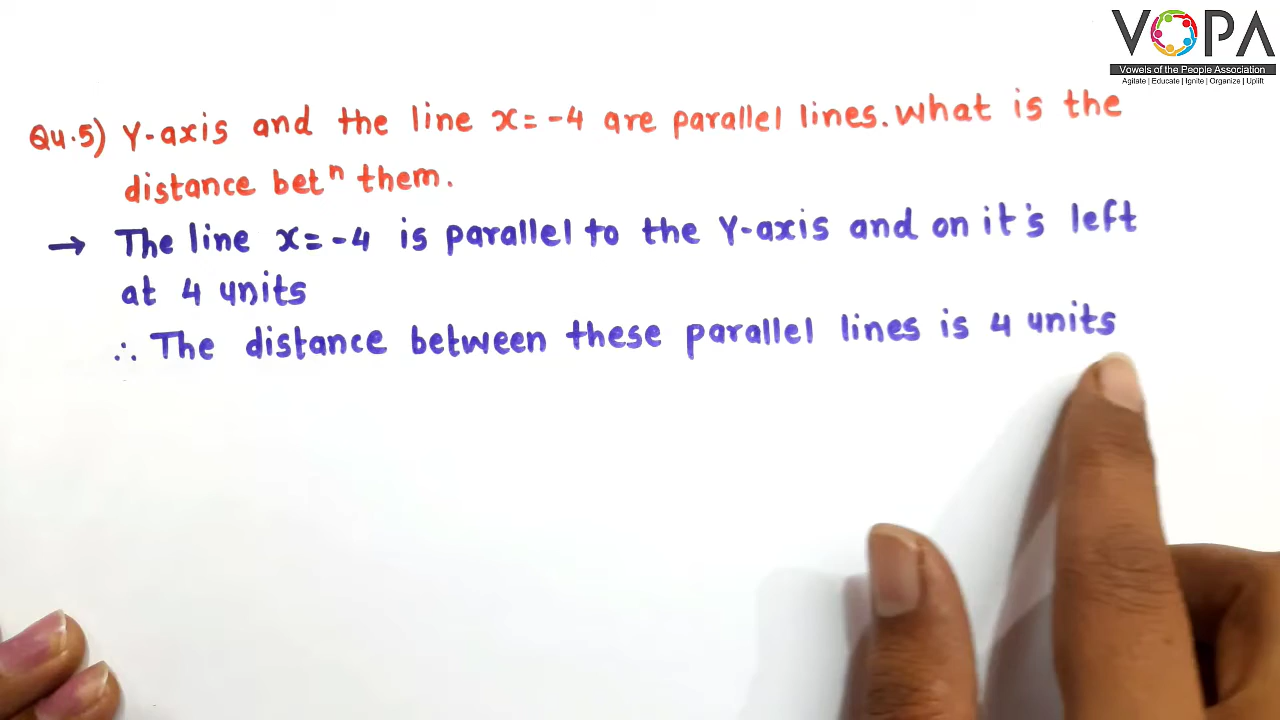 VOPA
Vowels of the People Association
Agitate | Educate | Ignite | Organize | Uplift
Qu.5) Y-axis and the line x = -4 are parallel lines. What is the
distance betⁿ them.
→ The line x = -4 is parallel to the Y-axis and on it's left
at 4 units
∴ The distance between these parallel lines is 4 units